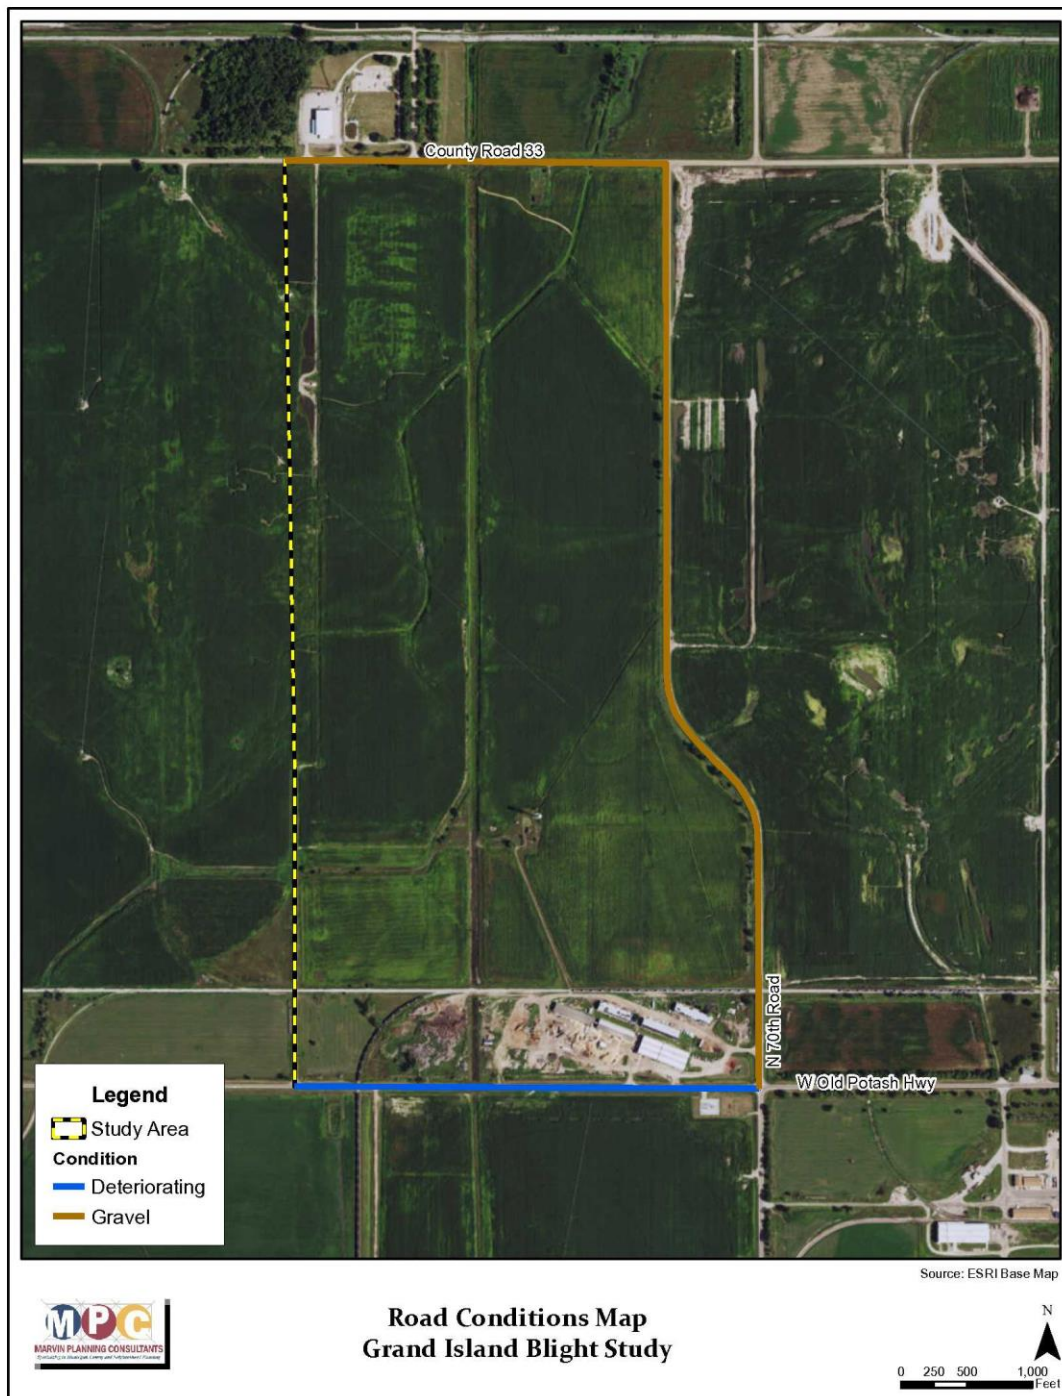 County Road 33
N 70th Road
W Old Potash Hwy
Legend
Study Area
Condition
Deteriorating
Gravel
Source: ESRI Base Map
MPC
MARVIN PLANNING CONSULTANTS
Road Conditions Map
Grand Island Blight Study
N
0 250 500 1,000
Feet